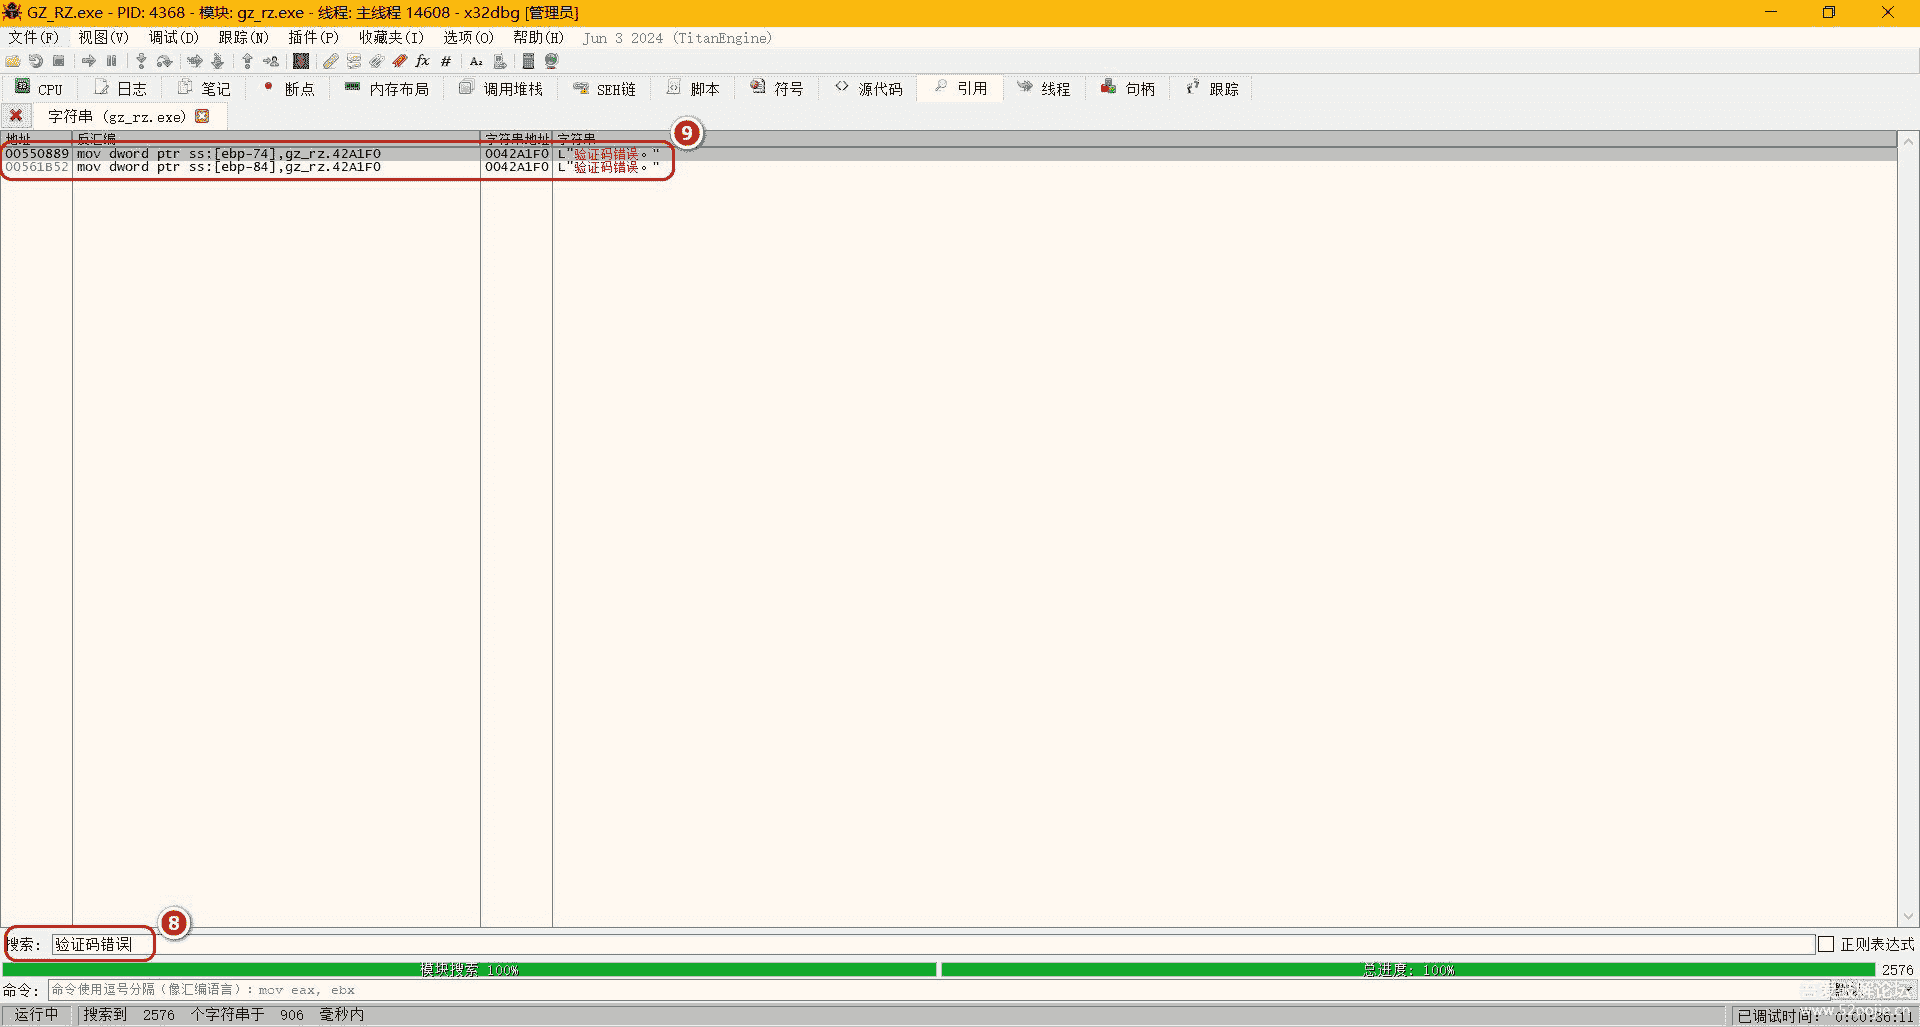 GZ_RZ.exe - PID: 4368 - 模块: gz_rz.exe - 线程: 主线程 14608 - x32dbg [管理员]
文件(F) 视图(V) 调试(D) 跟踪(N) 插件(P) 收藏夹(I) 选项(O) 帮助(H) Jun 3 2024 (TitanEngine)
CPU 日志 笔记 断点 内存布局 调用堆栈 SEH链 脚本 符号 源代码 引用 线程 句柄 跟踪
字符串 (gz_rz.exe)
地址 反汇编 字符串地址 字符串
9
00550889 mov dword ptr ss:[ebp-74],gz_rz.42A1F0 0042A1F0 L"验证码错误。"
00561B52 mov dword ptr ss:[ebp-84],gz_rz.42A1F0 0042A1F0 L"验证码错误。"
8
搜索: 验证码错误 正则表达式
模块搜索 100% 总进度: 100% 2576
命令: 命令使用逗号分隔（像汇编语言）: mov eax, ebx
运行中 搜索到 2576 个字符串于 906 毫秒内 已调试时间: 0:00:36:11